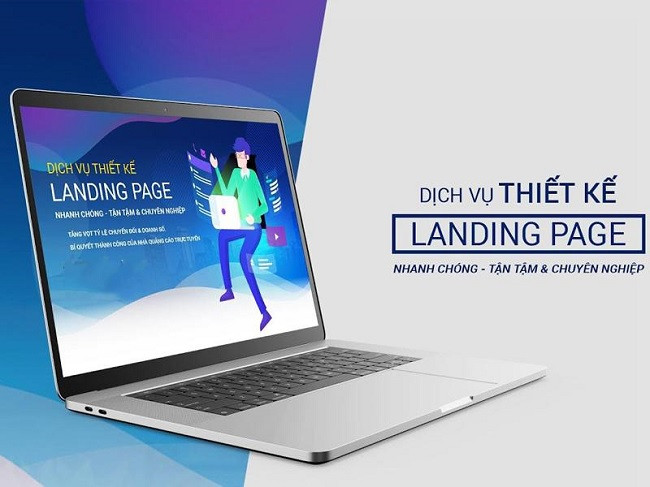 DỊCH VỤ THIẾT KẾ
LANDING PAGE
NHANH CHÓNG - TẬN TẬM & CHUYÊN NGHIỆP
TĂNG VỌT TỶ LỆ CHUYỂN ĐỔI & DOANH SỐ.
BÍ QUYẾT THÀNH CÔNG CỦA NHÀ QUẢNG CÁO TRỰC TUYẾN
DỊCH VỤ THIẾT KẾ
LANDING PAGE
NHANH CHÓNG - TẬN TẬM & CHUYÊN NGHIỆP